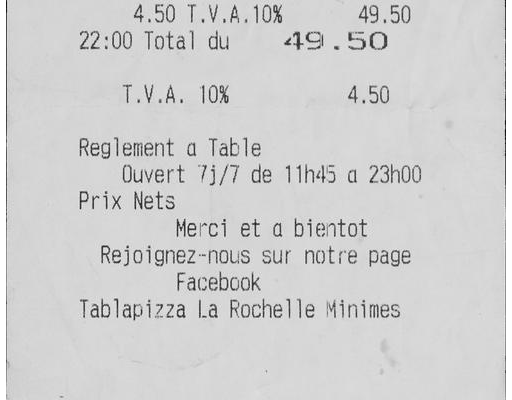 4.50 T.V.A.10% 49.50
22:00 Total du 49.50
T.V.A. 10% 4.50
Reglement a Table
Ouvert 7j/7 de 11h45 a 23h00
Prix Nets
Merci et a bientot
Rejoignez-nous sur notre page
Facebook
Tablapizza La Rochelle Minimes